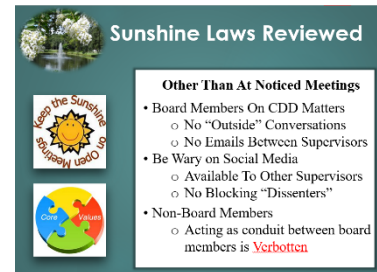 Sunshine Laws Reviewed
Keep the Sunshine
on Open Meetings
Core Values
Other Than At Noticed Meetings
• Board Members On CDD Matters
o No “Outside” Conversations
o No Emails Between Supervisors
• Be Wary on Social Media
o Available To Other Supervisors
o No Blocking “Dissenters”
• Non-Board Members
o Acting as conduit between board
members is Verbotten